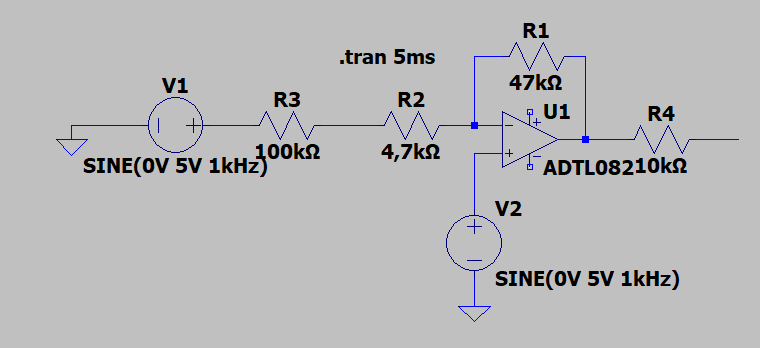 R1
.tran 5ms
47kΩ
V1
R3
R2
U1
R4
SINE(0V 5V 1kHz)
100kΩ
4,7kΩ
ADTL082
10kΩ
V2
SINE(0V 5V 1kHz)